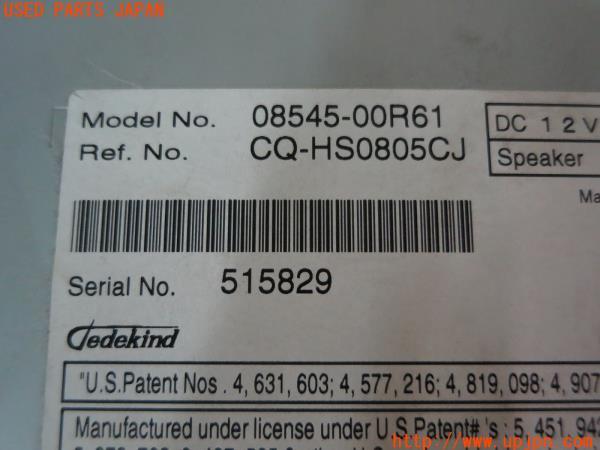 USED PARTS JAPAN
Model No. 08545-00R61
DC 12V
Ref. No. CQ-HS0805CJ
Speaker
Ma
Serial No. 515829
Gedekind
"U.S.Patent Nos. 4, 631, 603; 4, 577, 216; 4, 819, 098; 4, 907
Manufactured under license under U.S.Patent# 's : 5, 451, 942
http://www.upjpn.com